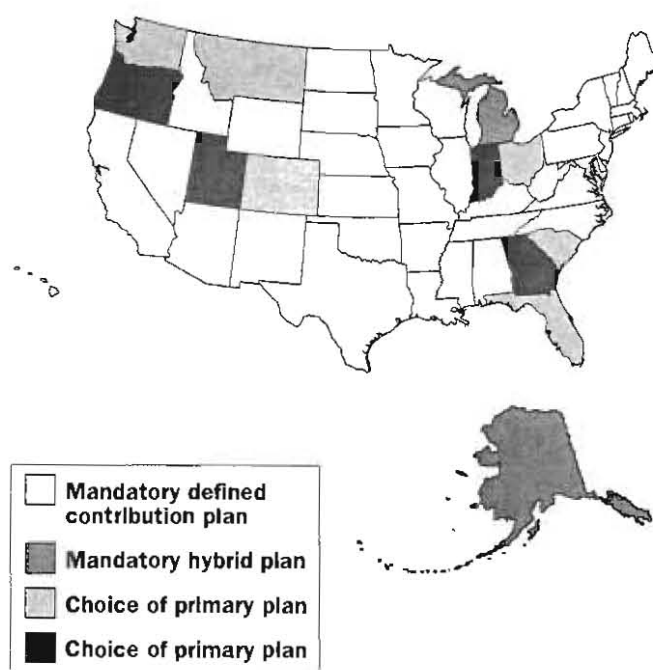 Mandatory defined
contribution plan
Mandatory hybrid plan
Choice of primary plan
Choice of primary plan